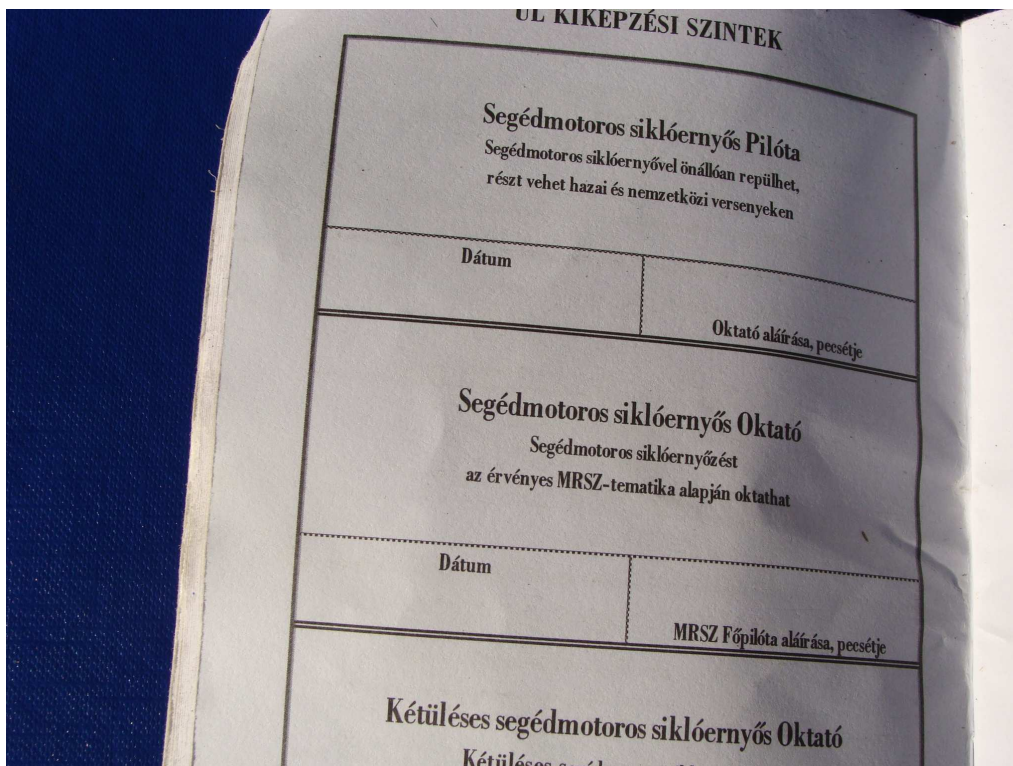 UL KIKÉPZÉSI SZINTEK
Segédmotoros siklóernyős Pilóta
Segédmotoros siklóernyővel önállóan repülhet,
részt vehet hazai és nemzetközi versenyeken
Dátum
Oktató aláírása, pecsétje
Segédmotoros siklóernyős Oktató
Segédmotoros siklóernyőzést
az érvényes MRSZ-tematika alapján oktathat
Dátum
MRSZ Főpilóta aláírása, pecsétje
Kétüléses segédmotoros siklóernyős Oktató
Kétüléses